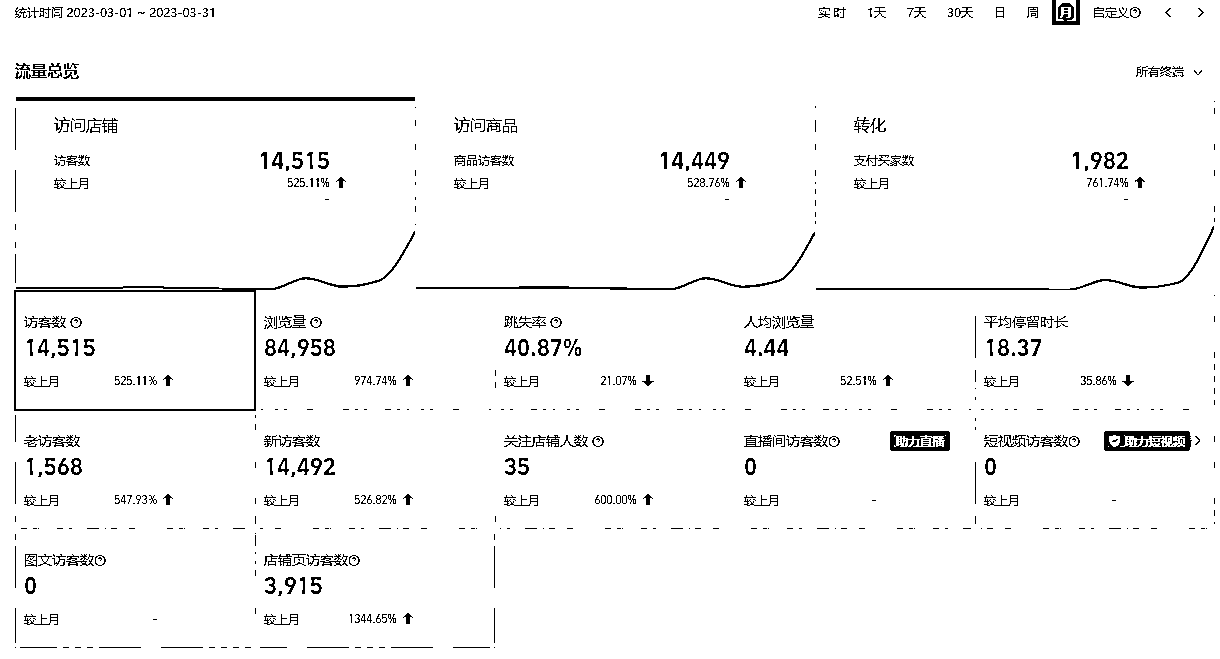 统计时间 2023-03-01 ~ 2023-03-31 实时 1天 7天 30天 日 周 月 自定义
流量总览 所有终端
访问店铺 访问商品 转化
访客数 14,515 商品访客数 14,449 支付买家数 1,982
较上月 525.11% 较上月 528.76% 较上月 761.74%
- - -
访客数 浏览量 跳失率 人均浏览量 平均停留时长
14,515 84,958 40.87% 4.44 18.37
较上月 525.11% 较上月 974.74% 较上月 21.07% 较上月 52.51% 较上月 35.86%
老访客数 新访客数 关注店铺人数 直播间访客数 助力直播 短视频访客数 助力短视频
1,568 14,492 35 0 0
较上月 547.93% 较上月 526.82% 较上月 600.00% 较上月 - 较上月 -
图文访客数 店铺页访客数
0 3,915
较上月 - 较上月 1344.65%